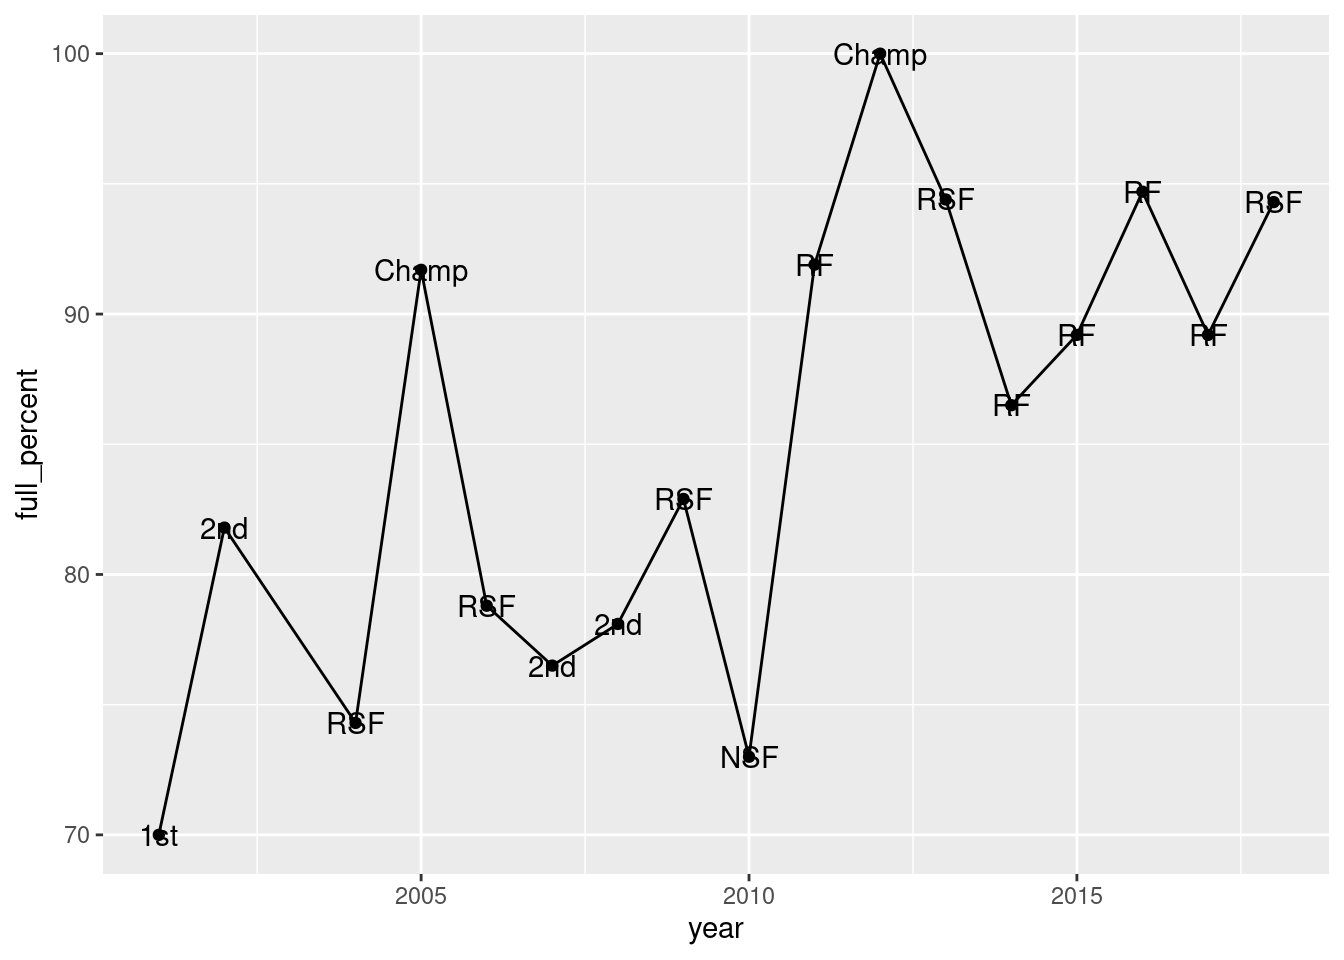 100
Champ
RSF
RF
RSF
Champ
RF
90
RF
RF
RF
full_percent
RSF
2nd
80
RSF
2nd
2nd
RSF
NSF
70
1st
2005
2010
2015
year